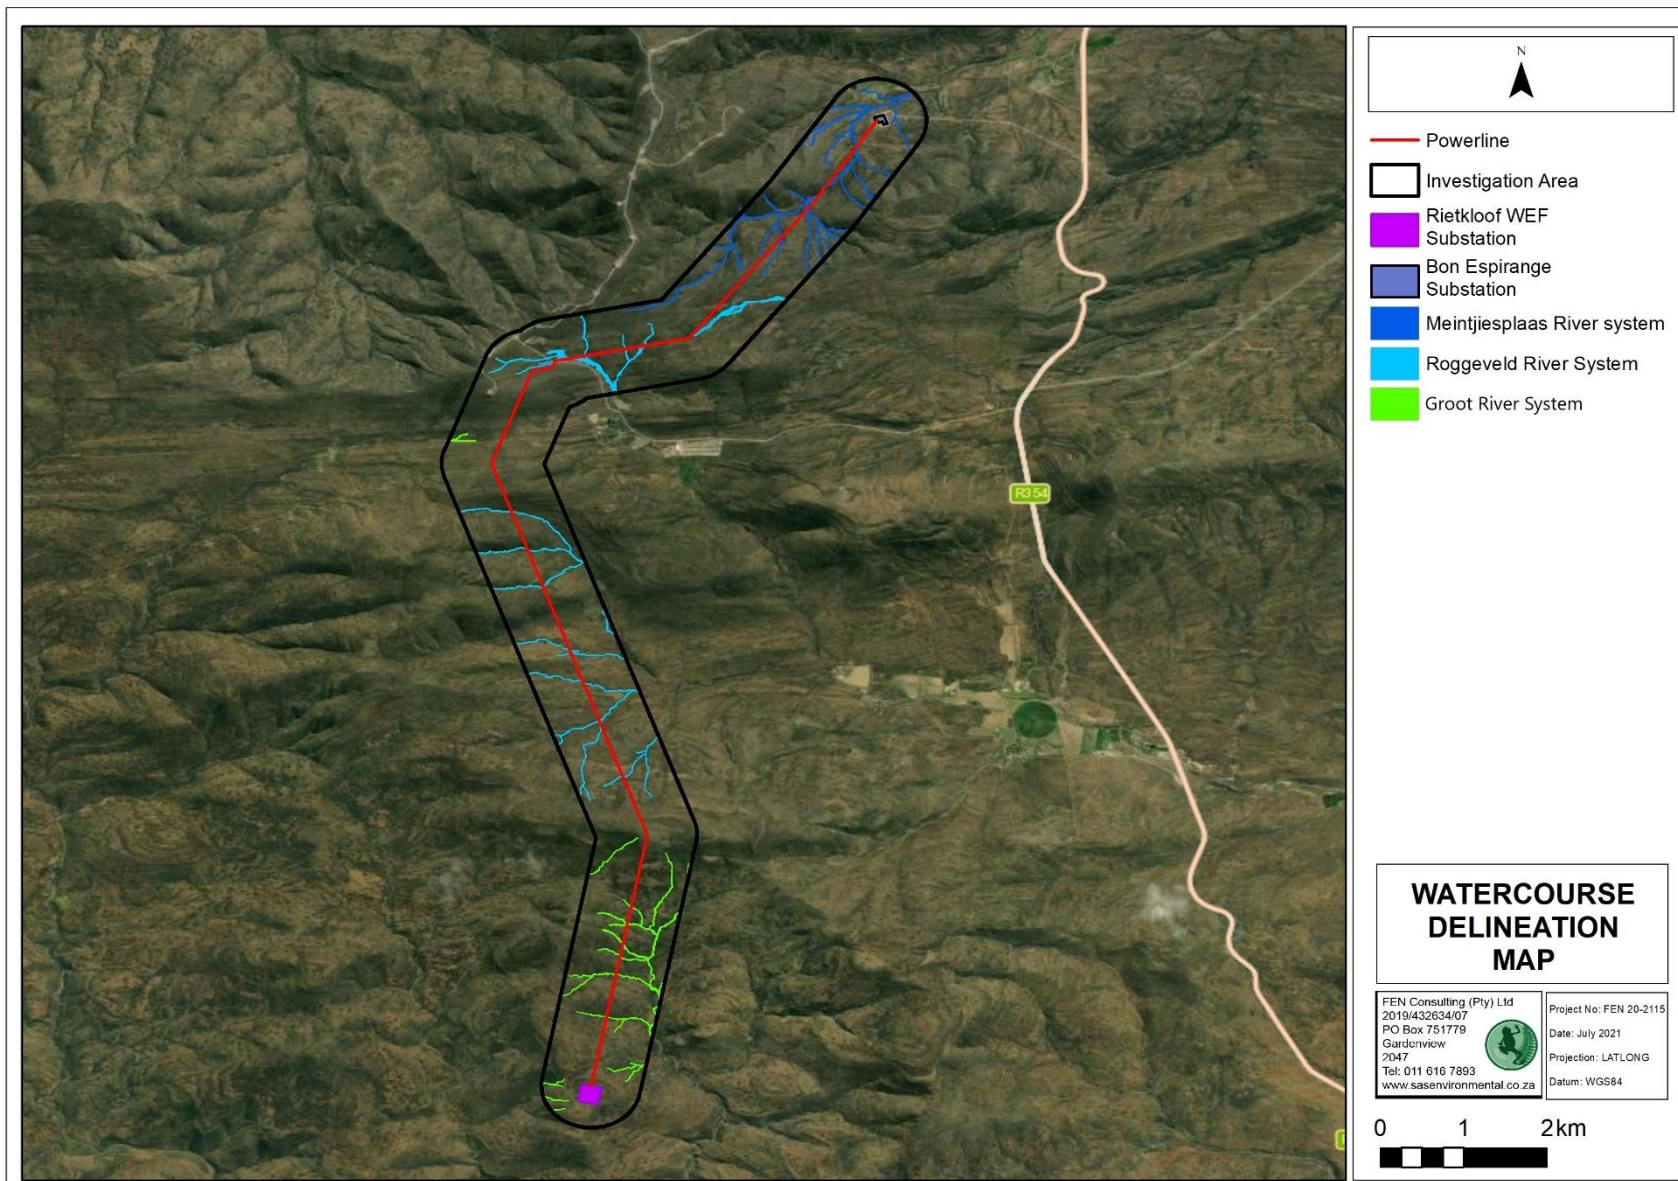 N
Powerline
Investigation Area
Rietkloof WEF
Substation
Bon Espirange
Substation
Meintjiesplaas River system
Roggeveld River System
Groot River System
R354
WATERCOURSE
DELINEATION
MAP
FEN Consulting (Pty) Ltd
2019/432634/07
PO Box 751779
Gardenview
2047
Tel: 011 616 7893
www.sasenvironmental.co.za
Project No: FEN 20-2115
Date: July 2021
Projection: LATLONG
Datum: WGS84
0 1 2km